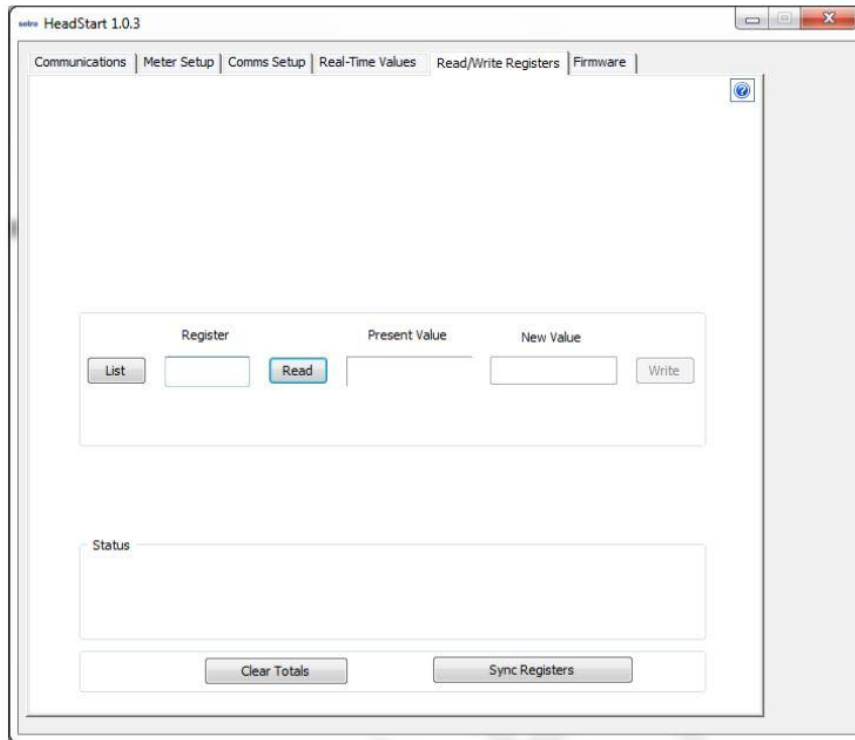 setra HeadStart 1.0.3
Communications Meter Setup Comms Setup Real-Time Values Read/Write Registers Firmware
Register Present Value New Value
List Read Write
Status
Clear Totals Sync Registers